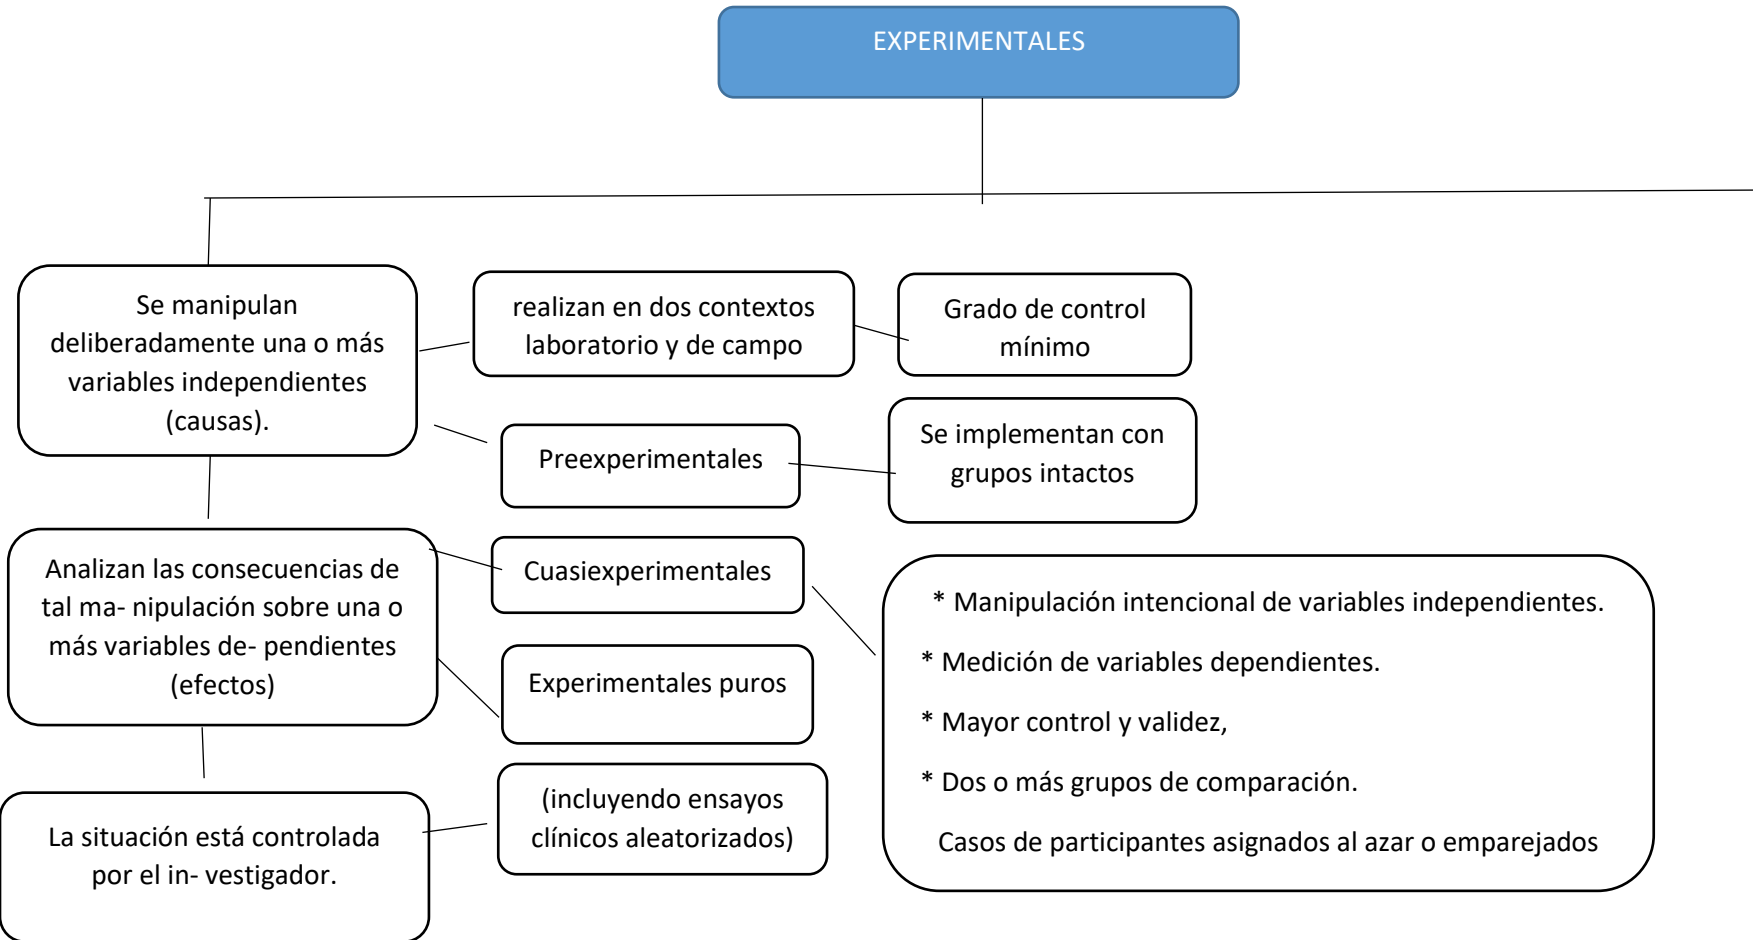 EXPERIMENTALES
Se manipulan
deliberadamente una o más
variables independientes
(causas).
realizan en dos contextos
laboratorio y de campo
Grado de control
mínimo
Preexperimentales
Se implementan con
grupos intactos
Analizan las consecuencias de
tal ma- nipulación sobre una o
más variables de- pendientes
(efectos)
Cuasiexperimentales
Experimentales puros
* Manipulación intencional de variables independientes.
* Medición de variables dependientes.
* Mayor control y validez,
* Dos o más grupos de comparación.
Casos de participantes asignados al azar o emparejados
La situación está controlada
por el in- vestigador.
(incluyendo ensayos
clínicos aleatorizados)